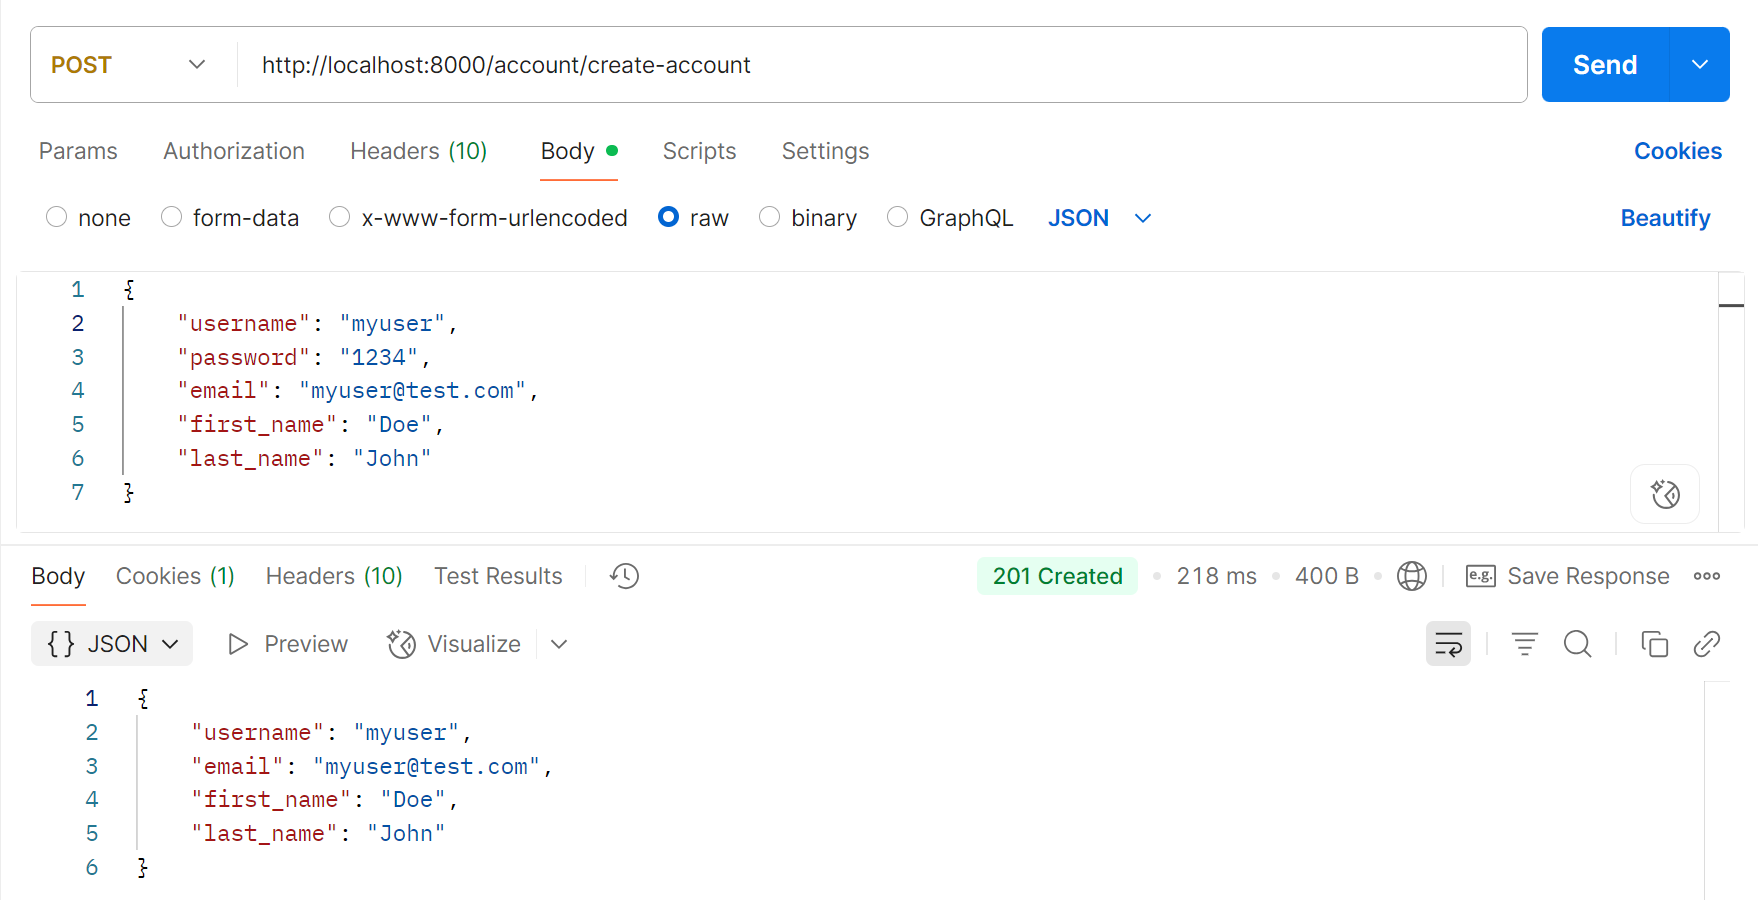 POST http://localhost:8000/account/create-account Send
Params Authorization Headers (10) Body Scripts Settings Cookies
none form-data x-www-form-urlencoded raw binary GraphQL JSON Beautify
1 {
2 "username": "myuser",
3 "password": "1234",
4 "email": "myuser@test.com",
5 "first_name": "Doe",
6 "last_name": "John"
7 }
Body Cookies (1) Headers (10) Test Results 201 Created 218 ms 400 B e.g. Save Response
{} JSON Preview Visualize
1 {
2 "username": "myuser",
3 "email": "myuser@test.com",
4 "first_name": "Doe",
5 "last_name": "John"
6 }